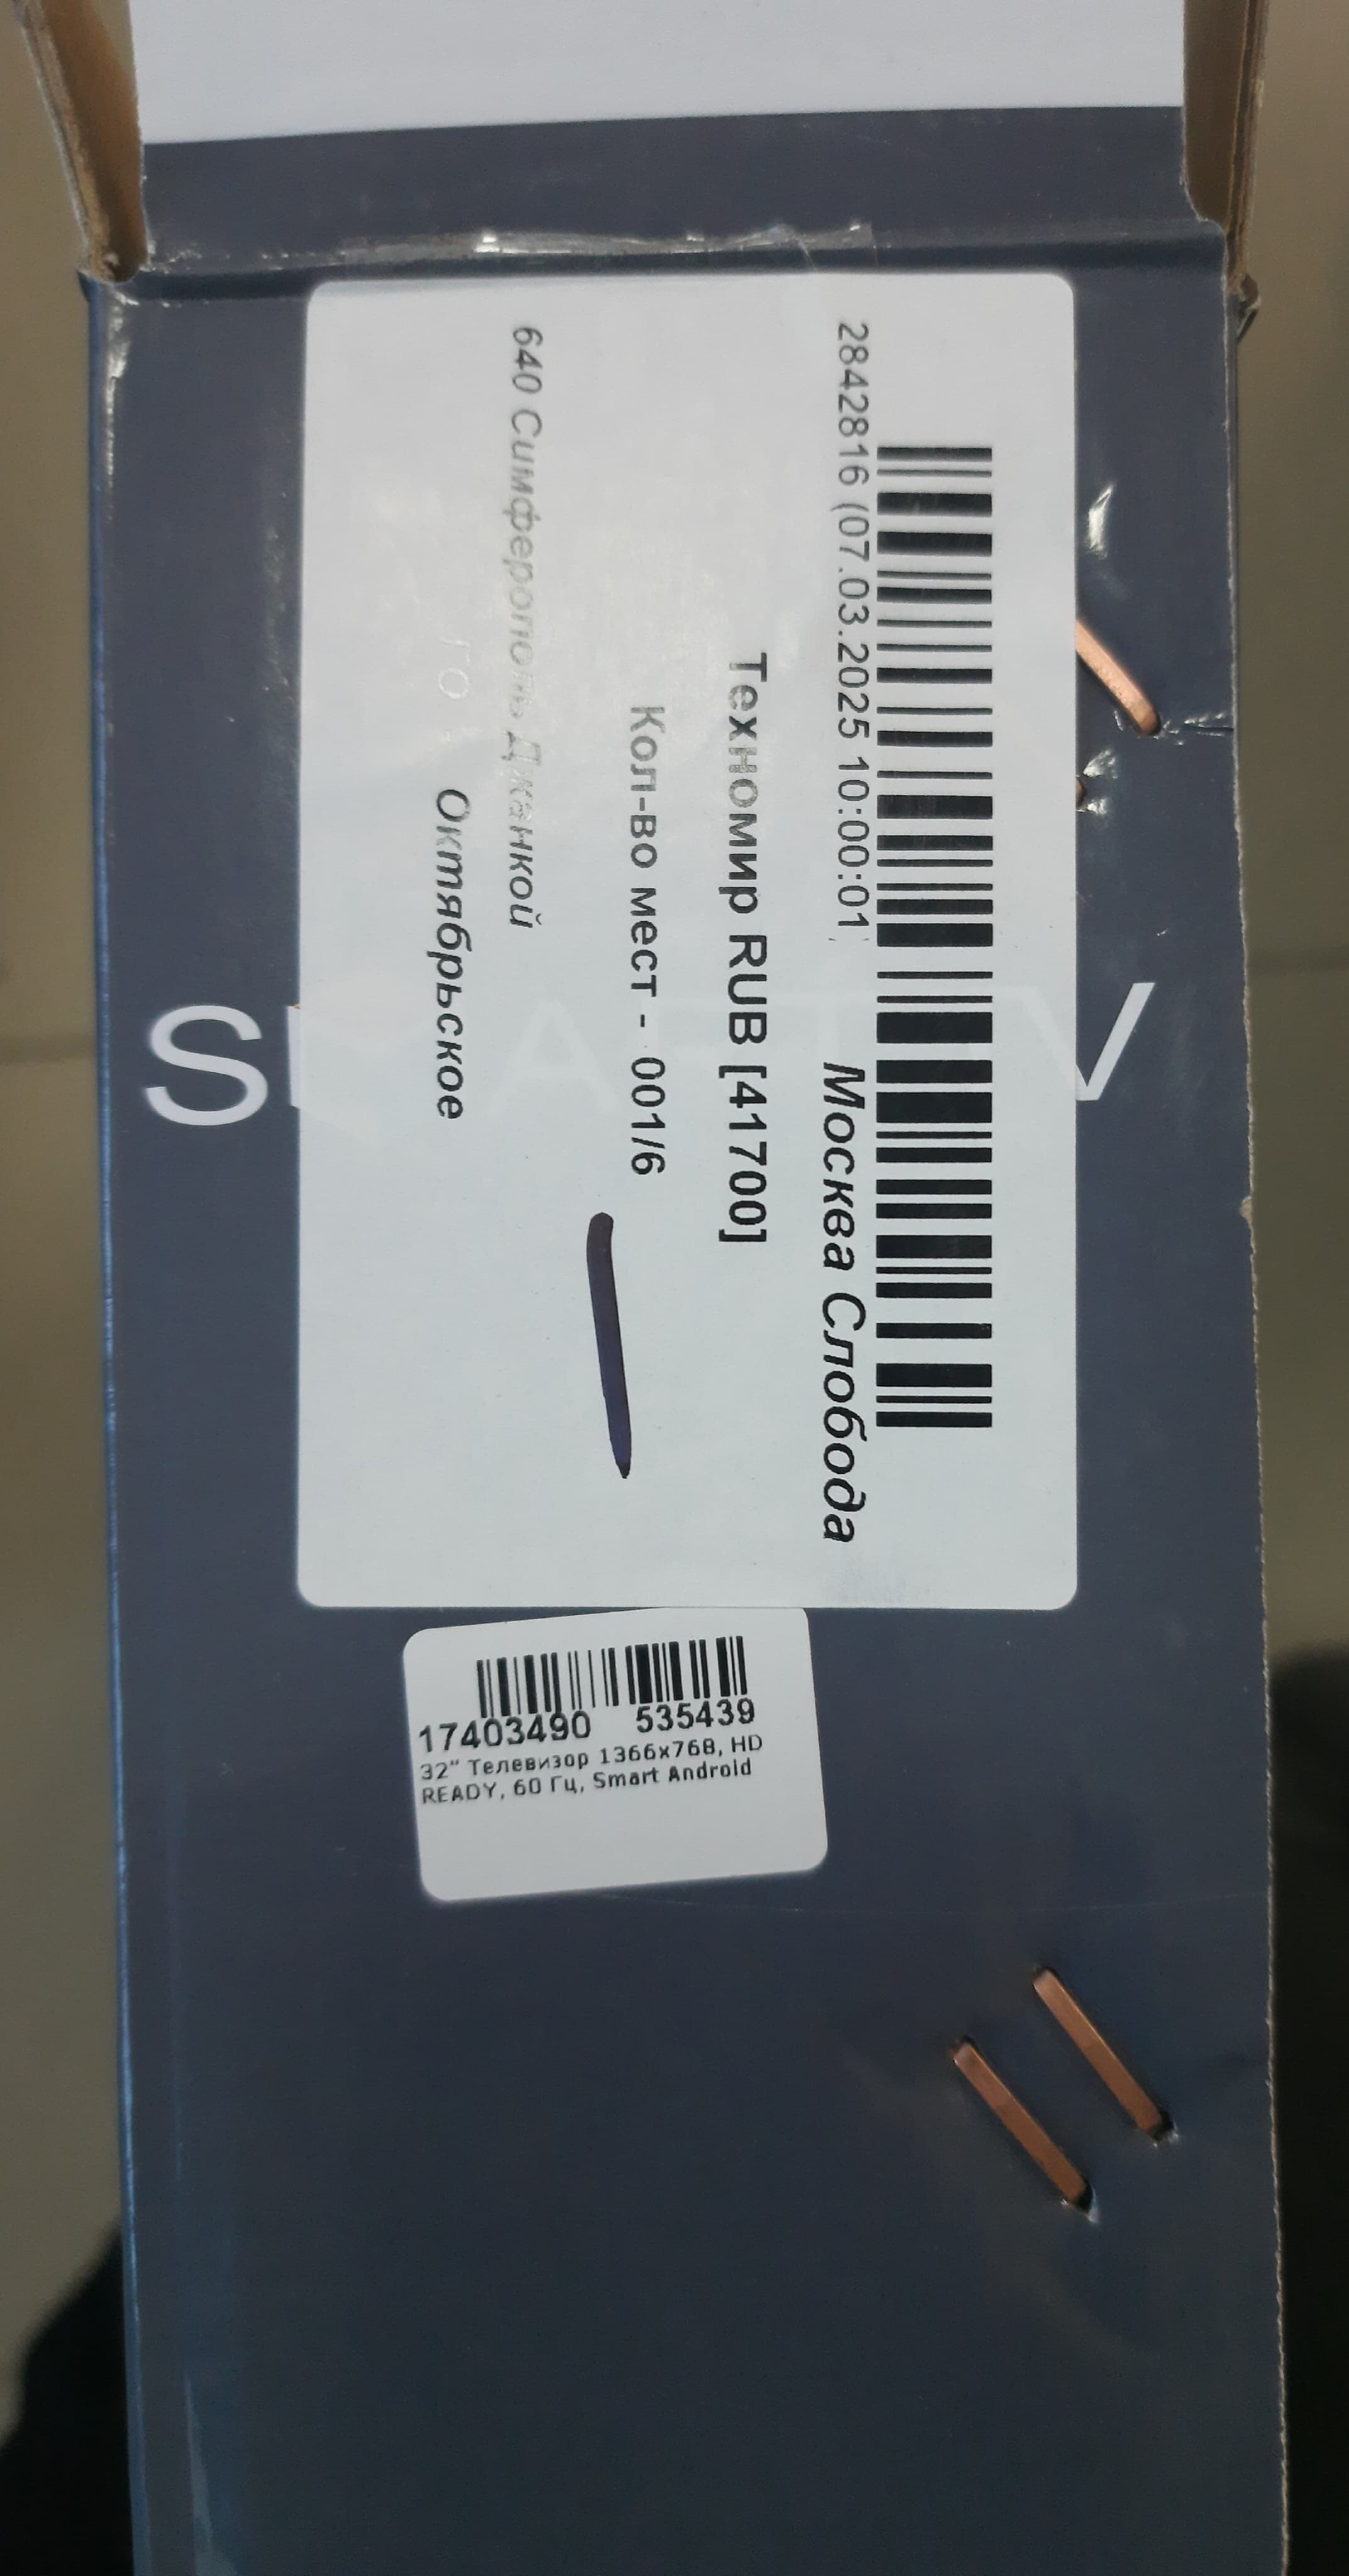 2842816 (07.03.2025 10:00:01)
Москва Слобода
Техномир RUB [41700]
Кол-во мест - 001/6
640 Симферополь Джанкой
Октябрьское
17403490 535439
32" Телевизор 1366x768, HD
READY, 60 Гц, Smart Android